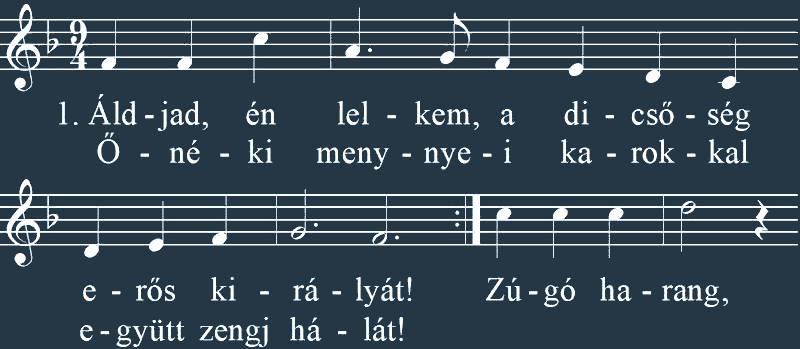 9
4
1. Áld - jad, én lel - kem, a di - cső - ség
Ő - né - ki meny - nye - i ka - rok - kal
e - rős ki - rá - lyát! Zú - gó ha - rang,
e - gyütt zengj há - lát!